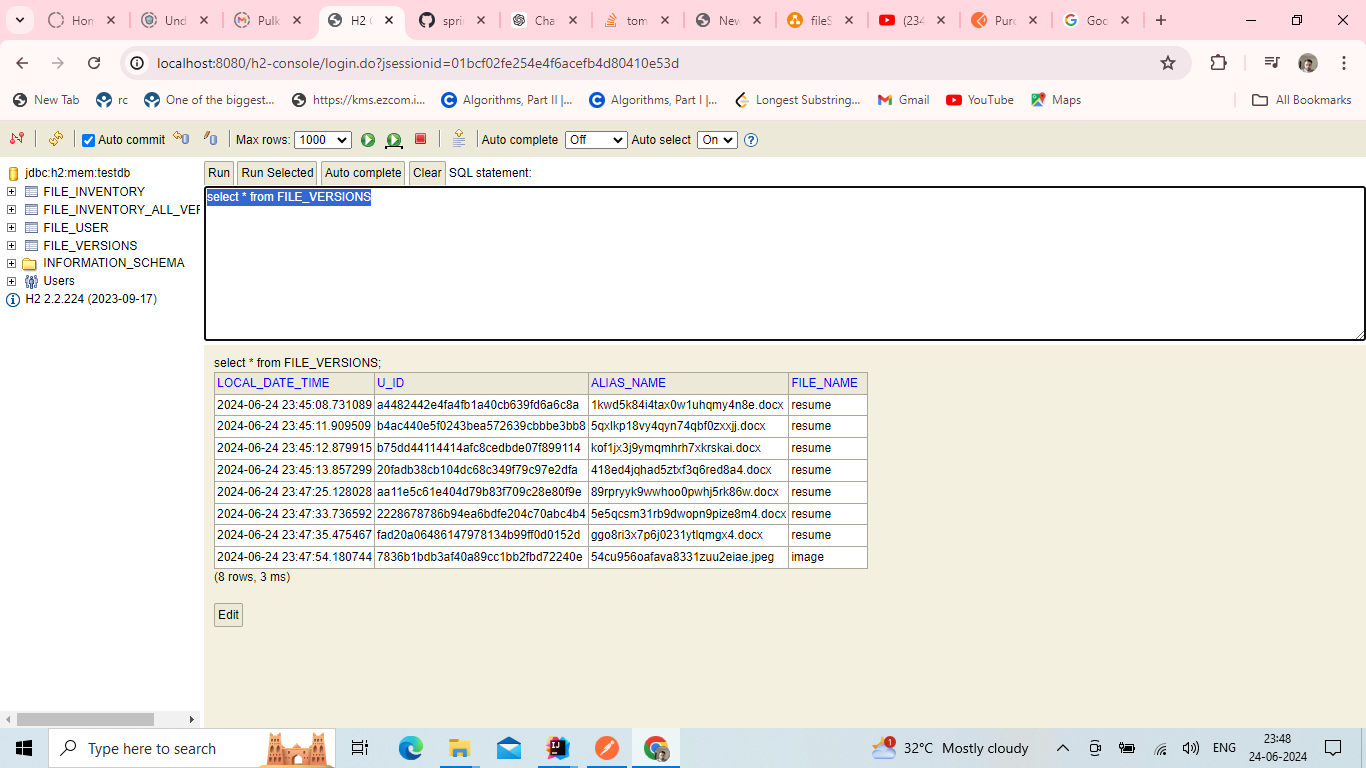 Hon
Und
Pulk
H2 C
sprin
Cha
tom
New
fileS
(234
Purc
Goo
localhost:8080/h2-console/login.do?jsessionid=01bcf02fe254e4f6acefb4d80410e53d
New Tab
rc
One of the biggest...
https://kms.ezcom.i...
Algorithms, Part II |...
Algorithms, Part I |...
Longest Substring...
Gmail
YouTube
Maps
All Bookmarks
Auto commit
Max rows: 1000
Auto complete Off
Auto select On
jdbc:h2:mem:testdb
FILE_INVENTORY
FILE_INVENTORY_ALL_VER
FILE_USER
FILE_VERSIONS
INFORMATION_SCHEMA
Users
H2 2.2.224 (2023-09-17)
Run Run Selected Auto complete Clear SQL statement:
select * from FILE_VERSIONS
select * from FILE_VERSIONS;
LOCAL_DATE_TIME U_ID ALIAS_NAME FILE_NAME
2024-06-24 23:45:08.731089 a4482442e4fa4fb1a40cb639fd6a6c8a 1kwd5k84i4tax0w1uhqmy4n8e.docx resume
2024-06-24 23:45:11.909509 b4ac440e5f0243bea572639cbbbe3bb8 5qxlkp18vy4qyn74qbf0zxxjj.docx resume
2024-06-24 23:45:12.879915 b75dd44114414afc8cedbde07f899114 kof1jx3j9ymqmhrh7xkrskai.docx resume
2024-06-24 23:45:13.857299 20fadb38cb104dc68c349f79c97e2dfa 418ed4jqhad5ztxf3q6red8a4.docx resume
2024-06-24 23:47:25.128028 aa11e5c61e404d79b83f709c28e80f9e 89rpryyk9wwhoo0pwhj5rk86w.docx resume
2024-06-24 23:47:33.736592 2228678786b94ea6bdfe204c70abc4b4 5e5qcsm31rb9dwopn9pize8m4.docx resume
2024-06-24 23:47:35.475467 fad20a06486147978134b99ff0d0152d ggo8ri3x7p6j0231ytlqmgx4.docx resume
2024-06-24 23:47:54.180744 7836b1bdb3af40a89cc1bb2fbd72240e 54cu956oafava8331zuu2eiae.jpeg image
(8 rows, 3 ms)
Edit
Type here to search
1
32°C Mostly cloudy
ENG
23:48
24-06-2024